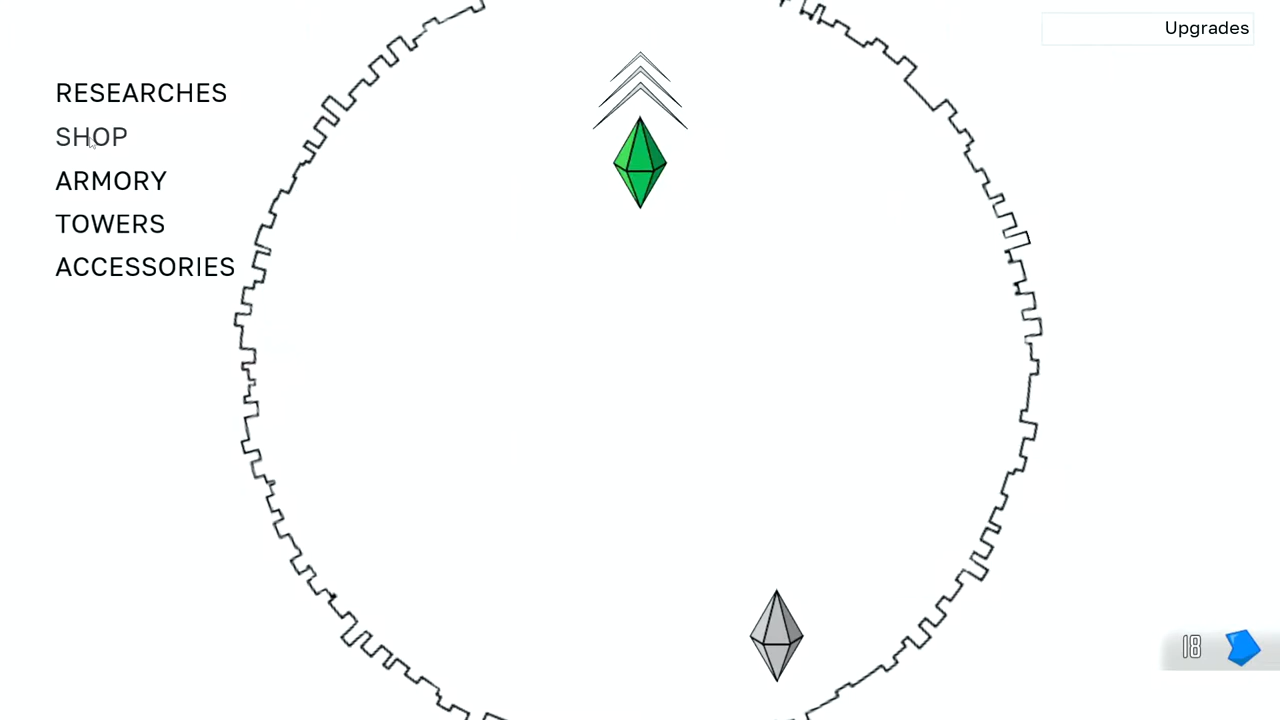 Upgrades
RESEARCHES
SHOP
ARMORY
TOWERS
ACCESSORIES
18